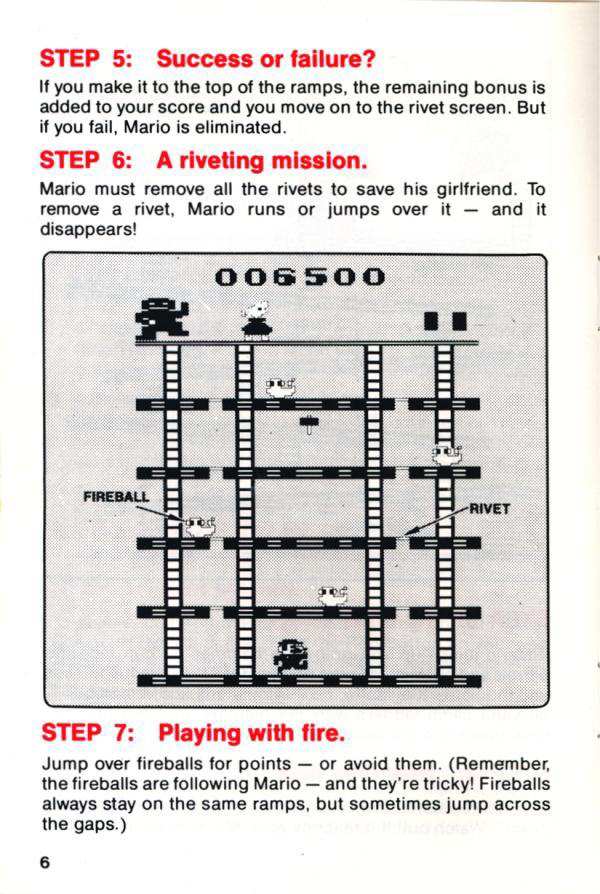 STEP 5: Success or failure?
If you make it to the top of the ramps, the remaining bonus is
added to your score and you move on to the rivet screen. But
if you fail, Mario is eliminated.
STEP 6: A riveting mission.
Mario must remove all the rivets to save his girlfriend. To
remove a rivet, Mario runs or jumps over it — and it
disappears!
006500
FIREBALL
RIVET
STEP 7: Playing with fire.
Jump over fireballs for points — or avoid them. (Remember,
the fireballs are following Mario — and they're tricky! Fireballs
always stay on the same ramps, but sometimes jump across
the gaps.)
6